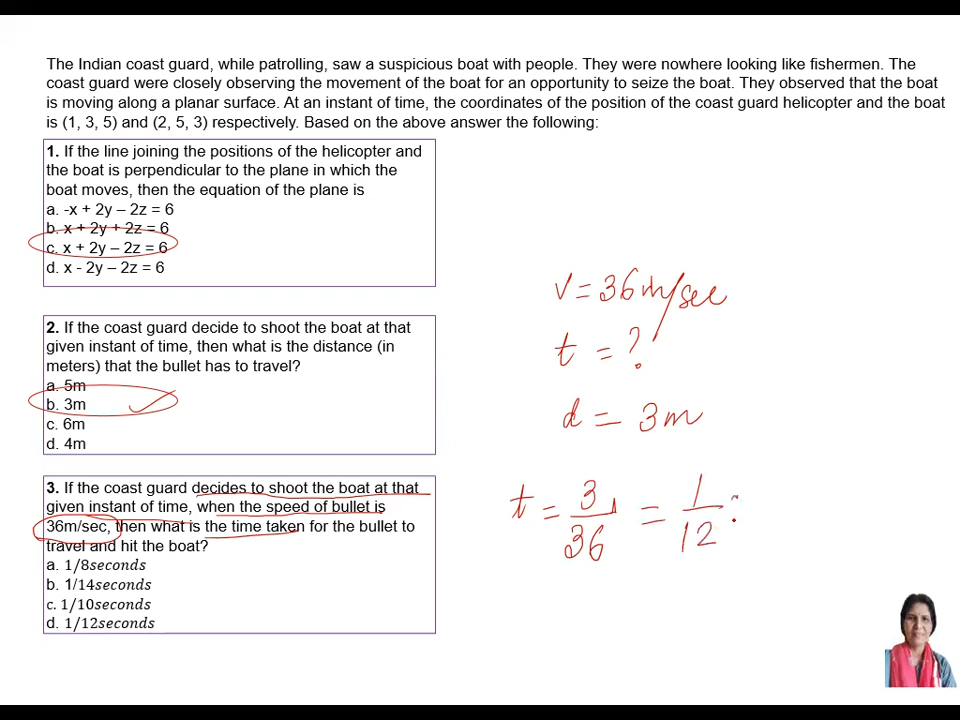 The Indian coast guard, while patrolling, saw a suspicious boat with people. They were nowhere looking like fishermen. The
coast guard were closely observing the movement of the boat for an opportunity to seize the boat. They observed that the boat
is moving along a planar surface. At an instant of time, the coordinates of the position of the coast guard helicopter and the boat
is (1, 3, 5) and (2, 5, 3) respectively. Based on the above answer the following:
1. If the line joining the positions of the helicopter and
the boat is perpendicular to the plane in which the
boat moves, then the equation of the plane is
a. -x + 2y – 2z = 6
b. x + 2y + 2z = 6
c. x + 2y – 2z = 6
d. x - 2y – 2z = 6
2. If the coast guard decide to shoot the boat at that
given instant of time, then what is the distance (in
meters) that the bullet has to travel?
a. 5m
b. 3m
c. 6m
d. 4m
3. If the coast guard decides to shoot the boat at that
given instant of time, when the speed of bullet is
36m/sec, then what is the time taken for the bullet to
travel and hit the boat?
a. 1/8seconds
b. 1/14seconds
c. 1/10seconds
d. 1/12seconds
v = 36m/sec
t = ?
d = 3m
t = 3/36 = 1/12